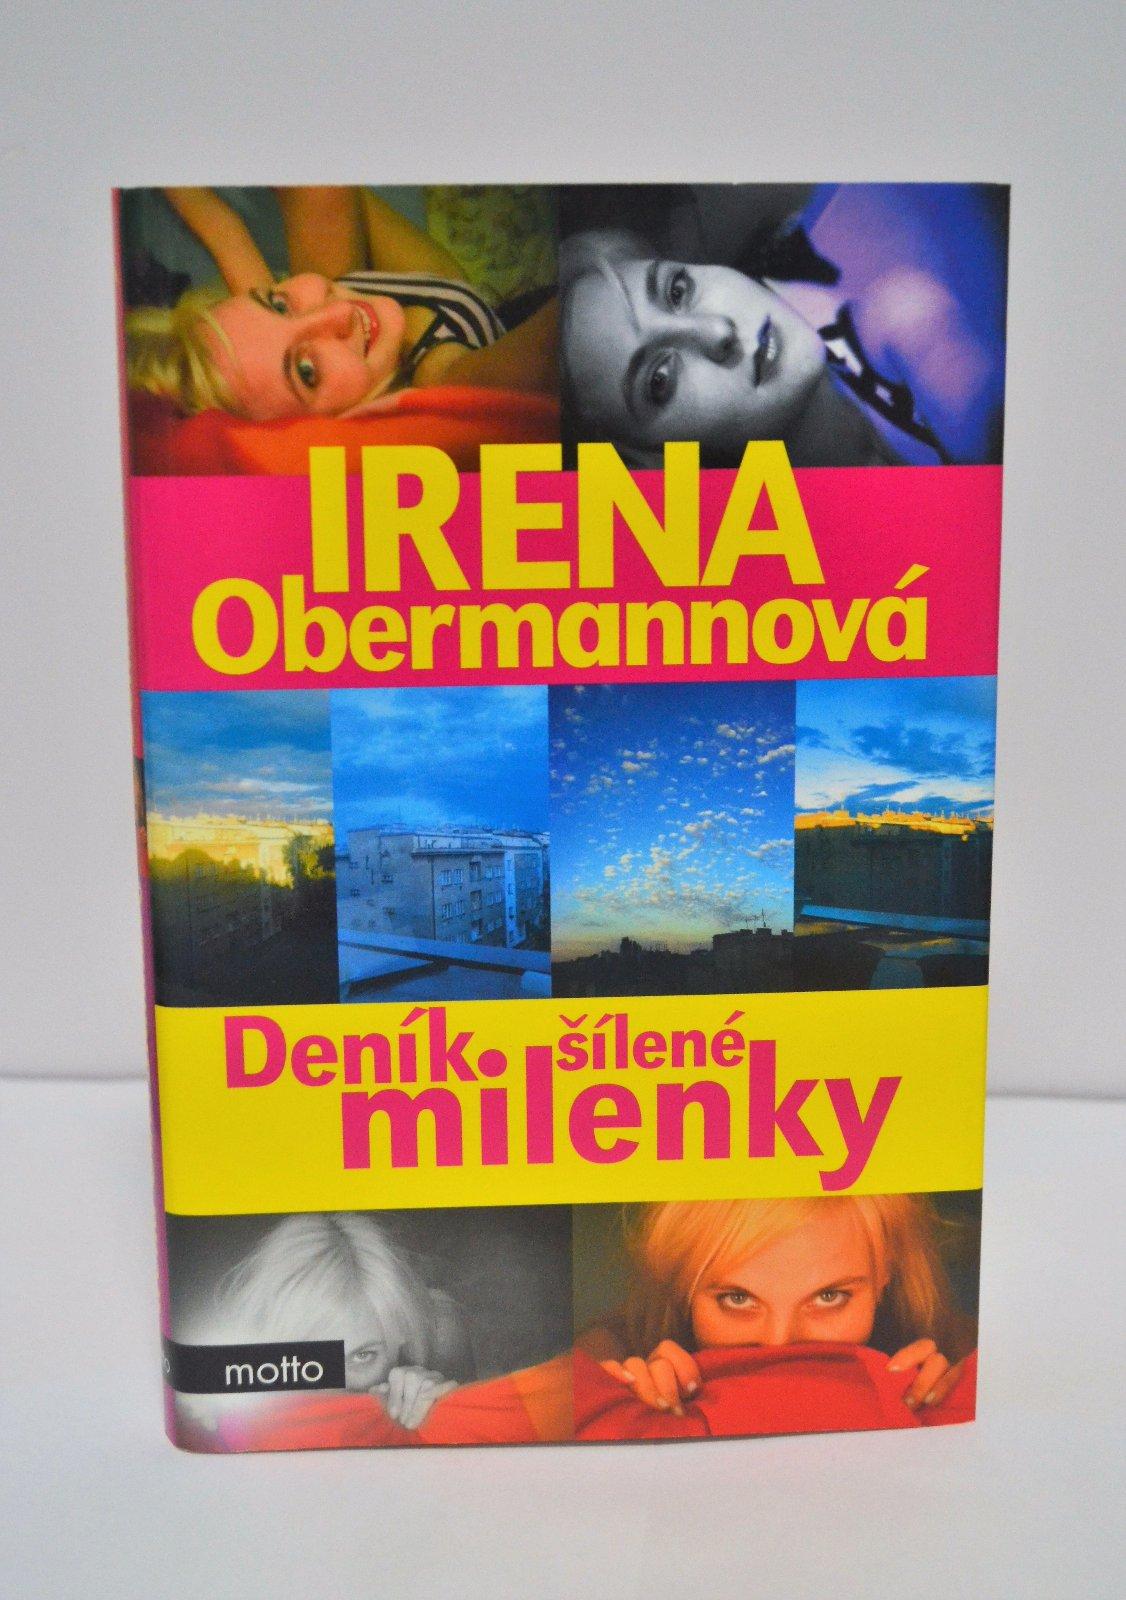 IRENA
Obermannová
Deník šílené
milenky
motto